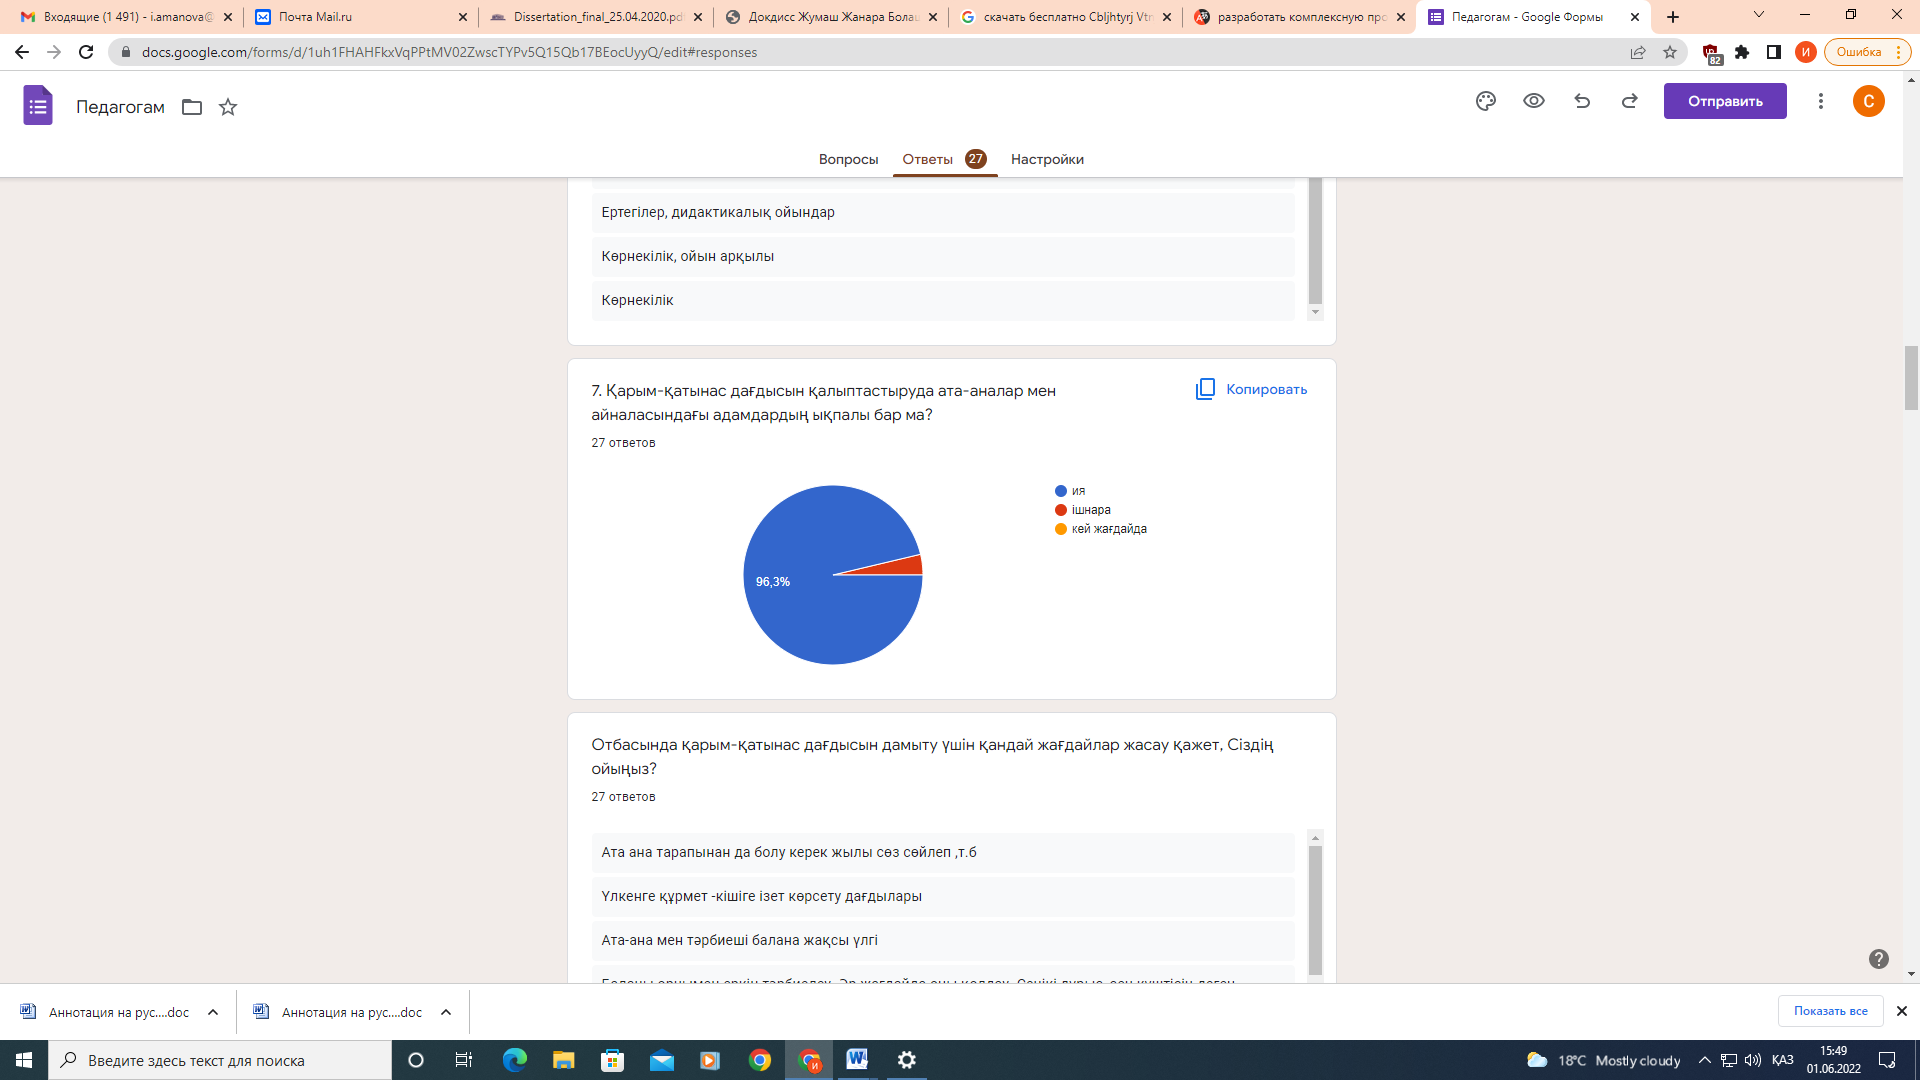 Входящие (1 491) - i.amanova@
Почта Mail.ru
Dissertation_final_25.04.2020.pd
Докдисс Жумаш Жанара Бола
скачать бесплатно Cbljhtyrj Vtr
разработать комплексную про
Педагогам - Google Формы
docs.google.com/forms/d/1uh1FHAHFkxVqPPtMV02ZwscTYPv5Q15Qb17BEocUyyQ/edit#responses
82
И
Ошибка
Педагогам
Отправить
С
Вопросы
Ответы 27
Настройки
Ертегілер, дидактикалық ойындар
Көрнекілік, ойын арқылы
Көрнекілік
7. Қарым-қатынас дағдысын қалыптастыруда ата-аналар мен
айналасындағы адамдардың ықпалы бар ма?
Копировать
27 ответов
ия
ішнара
кей жағдайда
96,3%
Отбасында қарым-қатынас дағдысын дамыту үшін қандай жағдайлар жасау қажет, Сіздің
ойыңыз?
27 ответов
Ата ана тарапынан да болу керек жылы сөз сөйлеп ,т.б
Үлкенге құрмет -кішіге ізет көрсету дағдылары
Ата-ана мен тәрбиеші балана жақсы үлгі
Аннотация на рус....doc
Аннотация на рус....doc
Показать все
Введите здесь текст для поиска
18°C Mostly cloudy
ҚАЗ
15:49
01.06.2022